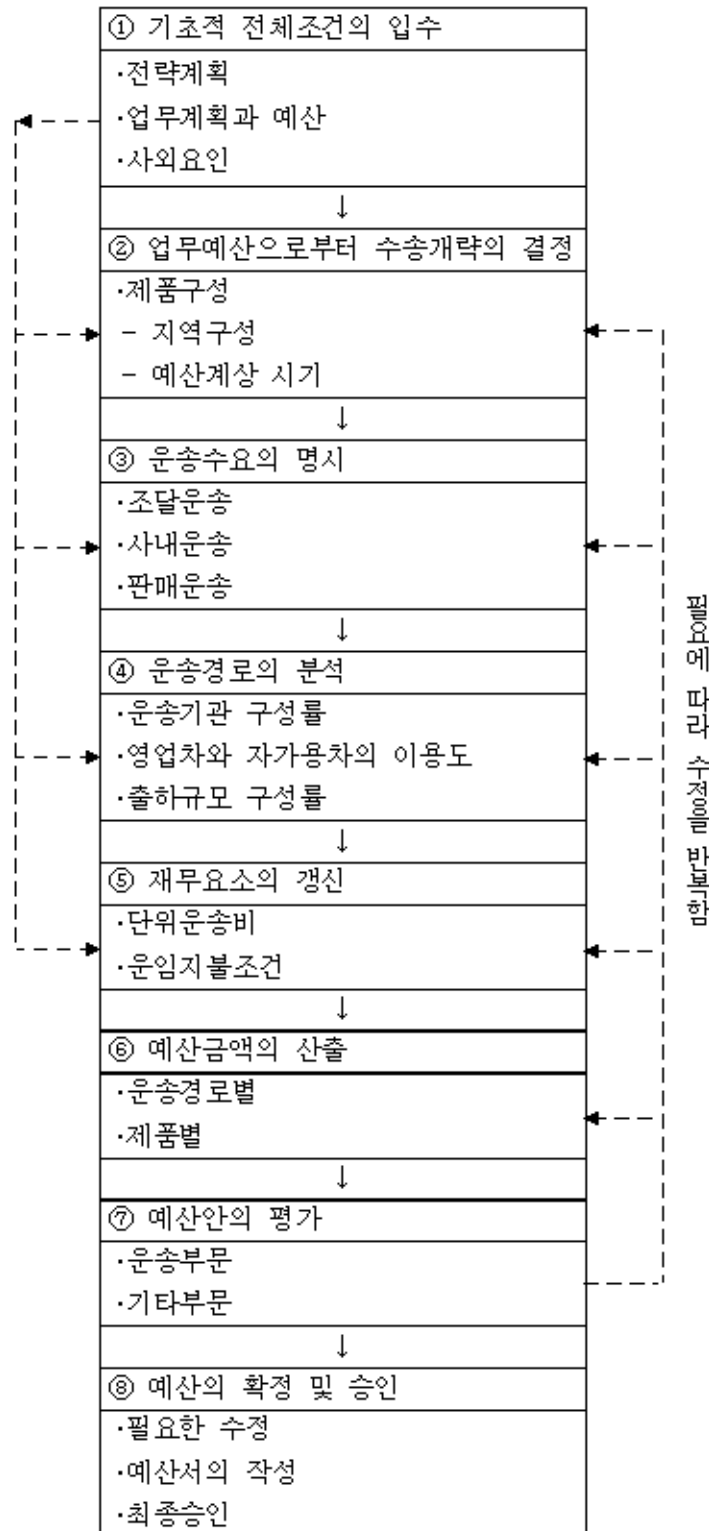 ① 기초적 전체조건의 입수
·전략계획
·업무계획과 예산
·사외요인
↓
② 업무예산으로부터 수송개략의 결정
·제품구성
- 지역구성
- 예산계상 시기
↓
③ 운송수요의 명시
·조달운송
·사내운송
·판매운송
↓
④ 운송경로의 분석
·운송기관 구성률
·영업차와 자가용차의 이용도
·출하규모 구성률
↓
⑤ 재무요소의 갱신
·단위운송비
·운임지불조건
↓
⑥ 예산금액의 산출
·운송경로별
·제품별
↓
⑦ 예산안의 평가
·운송부문
·기타부문
↓
⑧ 예산의 확정 및 승인
·필요한 수정
·예산서의 작성
·최종승인
필요에 따라 수정을 반복함